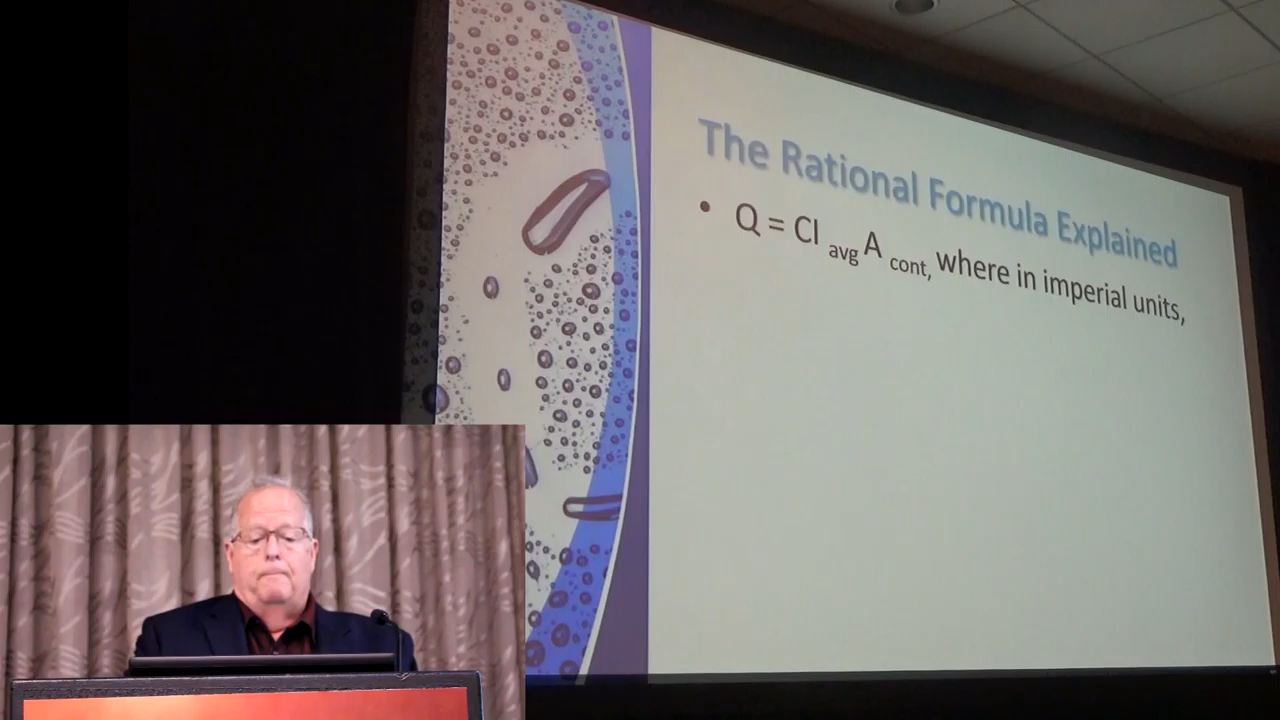 The Rational Formula Explained
• Q = CI avg A cont, where in imperial units,